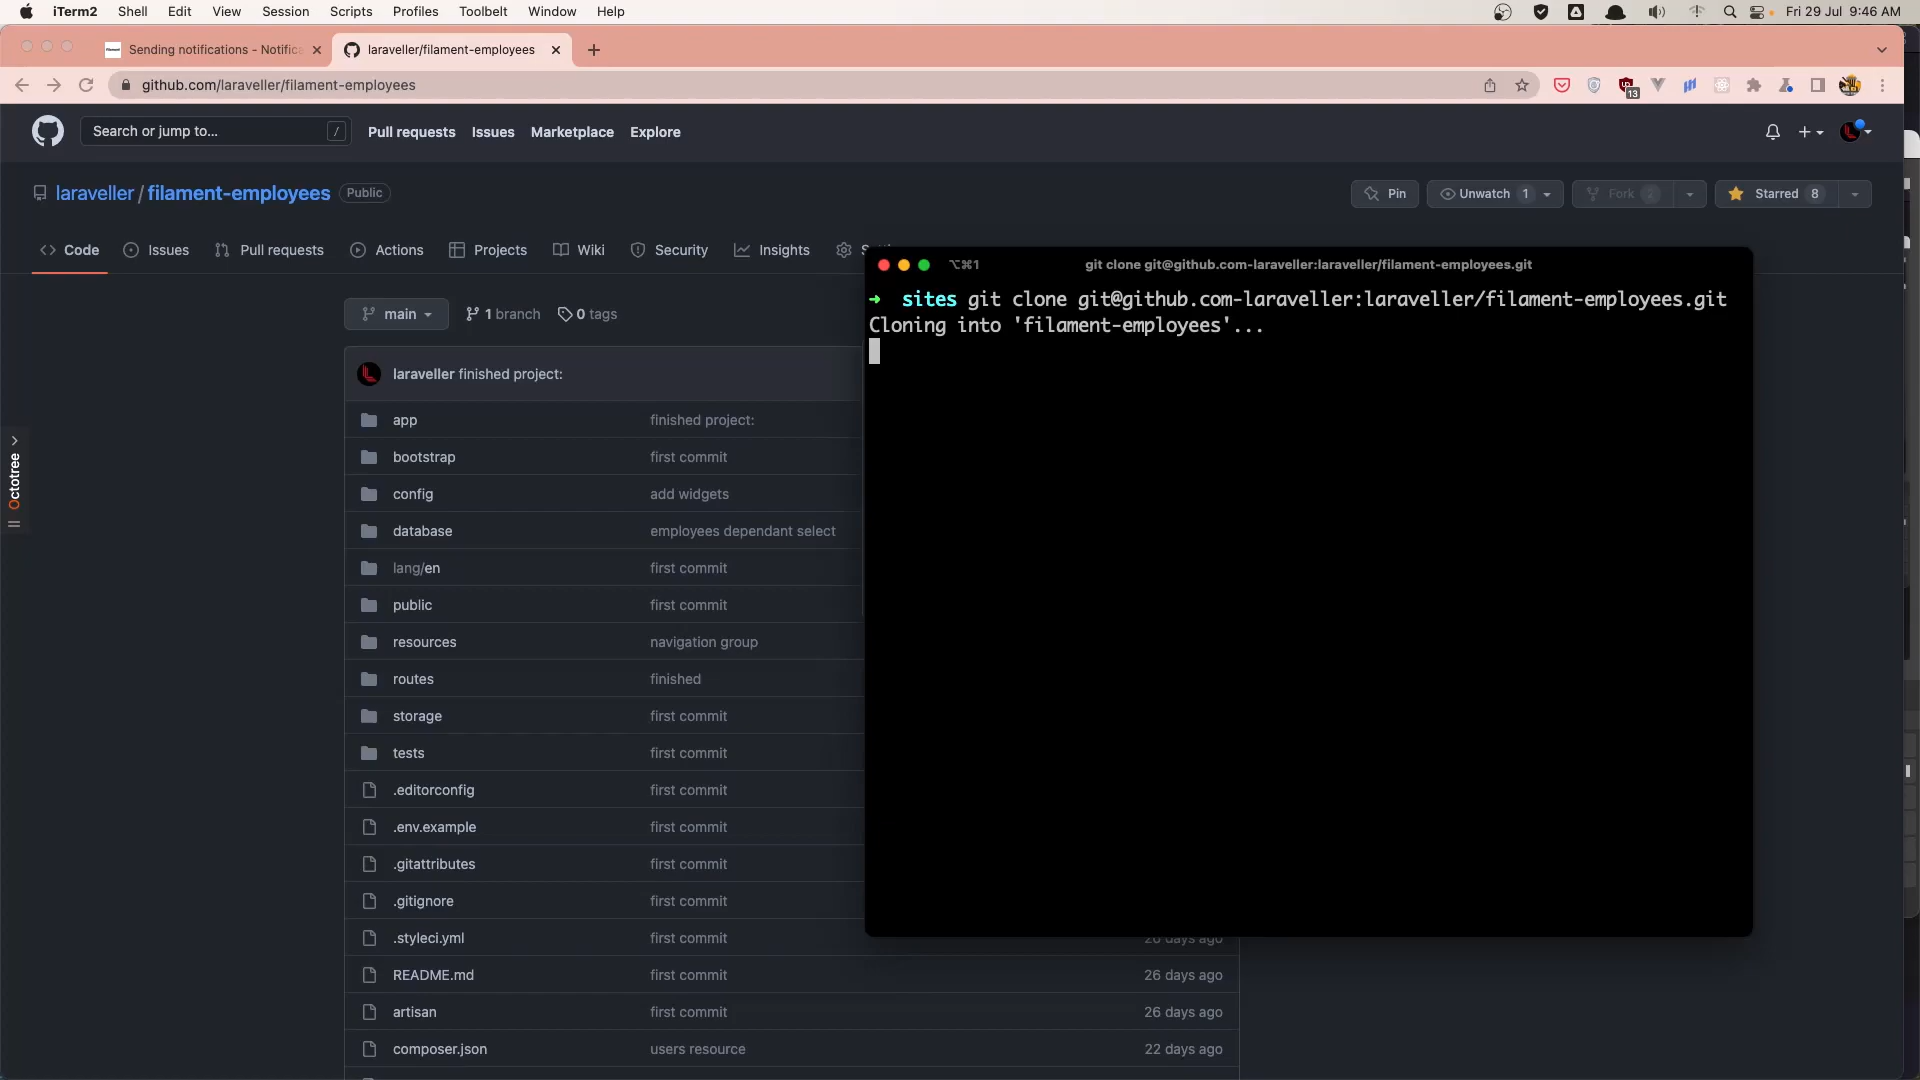 iTerm2 Shell Edit View Session Scripts Profiles Toolbelt Window Help Fri 29 Jul 9:46 AM
Sending notifications - Notific laraveller/filament-employees
github.com/laraveller/filament-employees 13
Search or jump to... / Pull requests Issues Marketplace Explore
laraveller / filament-employees Public Pin Unwatch 1 Fork 2 Starred 8
Code Issues Pull requests Actions Projects Wiki Security Insights
⌥⌘1 git clone git@github.com-laraveller:laraveller/filament-employees.git
➜ sites git clone git@github.com-laraveller:laraveller/filament-employees.git
Cloning into 'filament-employees'...
main 1 branch 0 tags
laraveller finished project:
app finished project:
bootstrap first commit
config add widgets
Octotree
database employees dependant select
lang/en first commit
public first commit
resources navigation group
routes finished
storage first commit
tests first commit
.editorconfig first commit
.env.example first commit
.gitattributes first commit
.gitignore first commit
.styleci.yml first commit 26 days ago
README.md first commit 26 days ago
artisan first commit 26 days ago
composer.json users resource 22 days ago